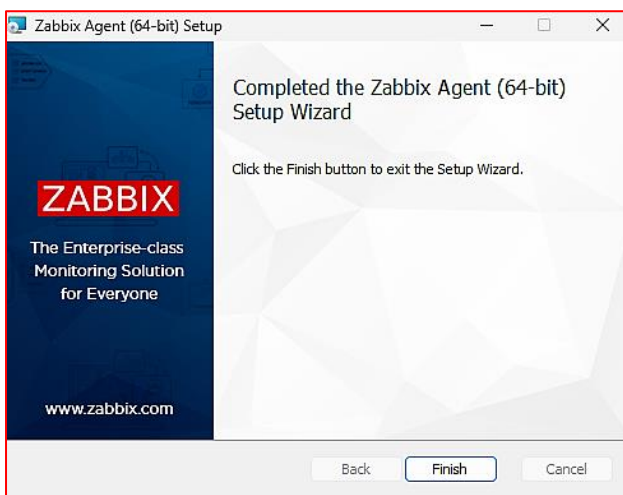 Zabbix Agent (64-bit) Setup
Completed the Zabbix Agent (64-bit)
Setup Wizard
Click the Finish button to exit the Setup Wizard.
ZABBIX
The Enterprise-class
Monitoring Solution
for Everyone
www.zabbix.com
Back
Finish
Cancel